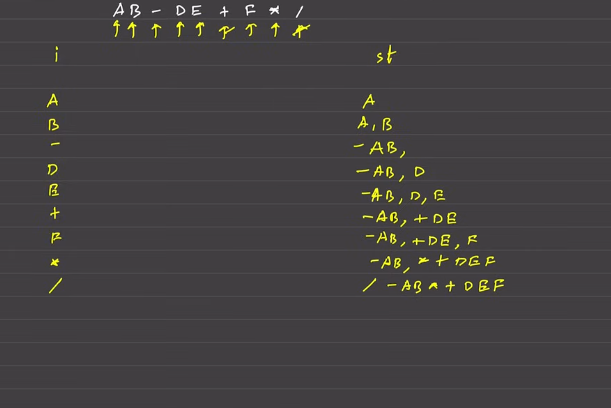 A B - D E + F * /
i st
A A
B A, B
- - AB,
D - AB, D
E - AB, D, E
+ - AB, + DE
F - AB, + DE, F
* - AB, * + DEF
/ / - AB * + DEF